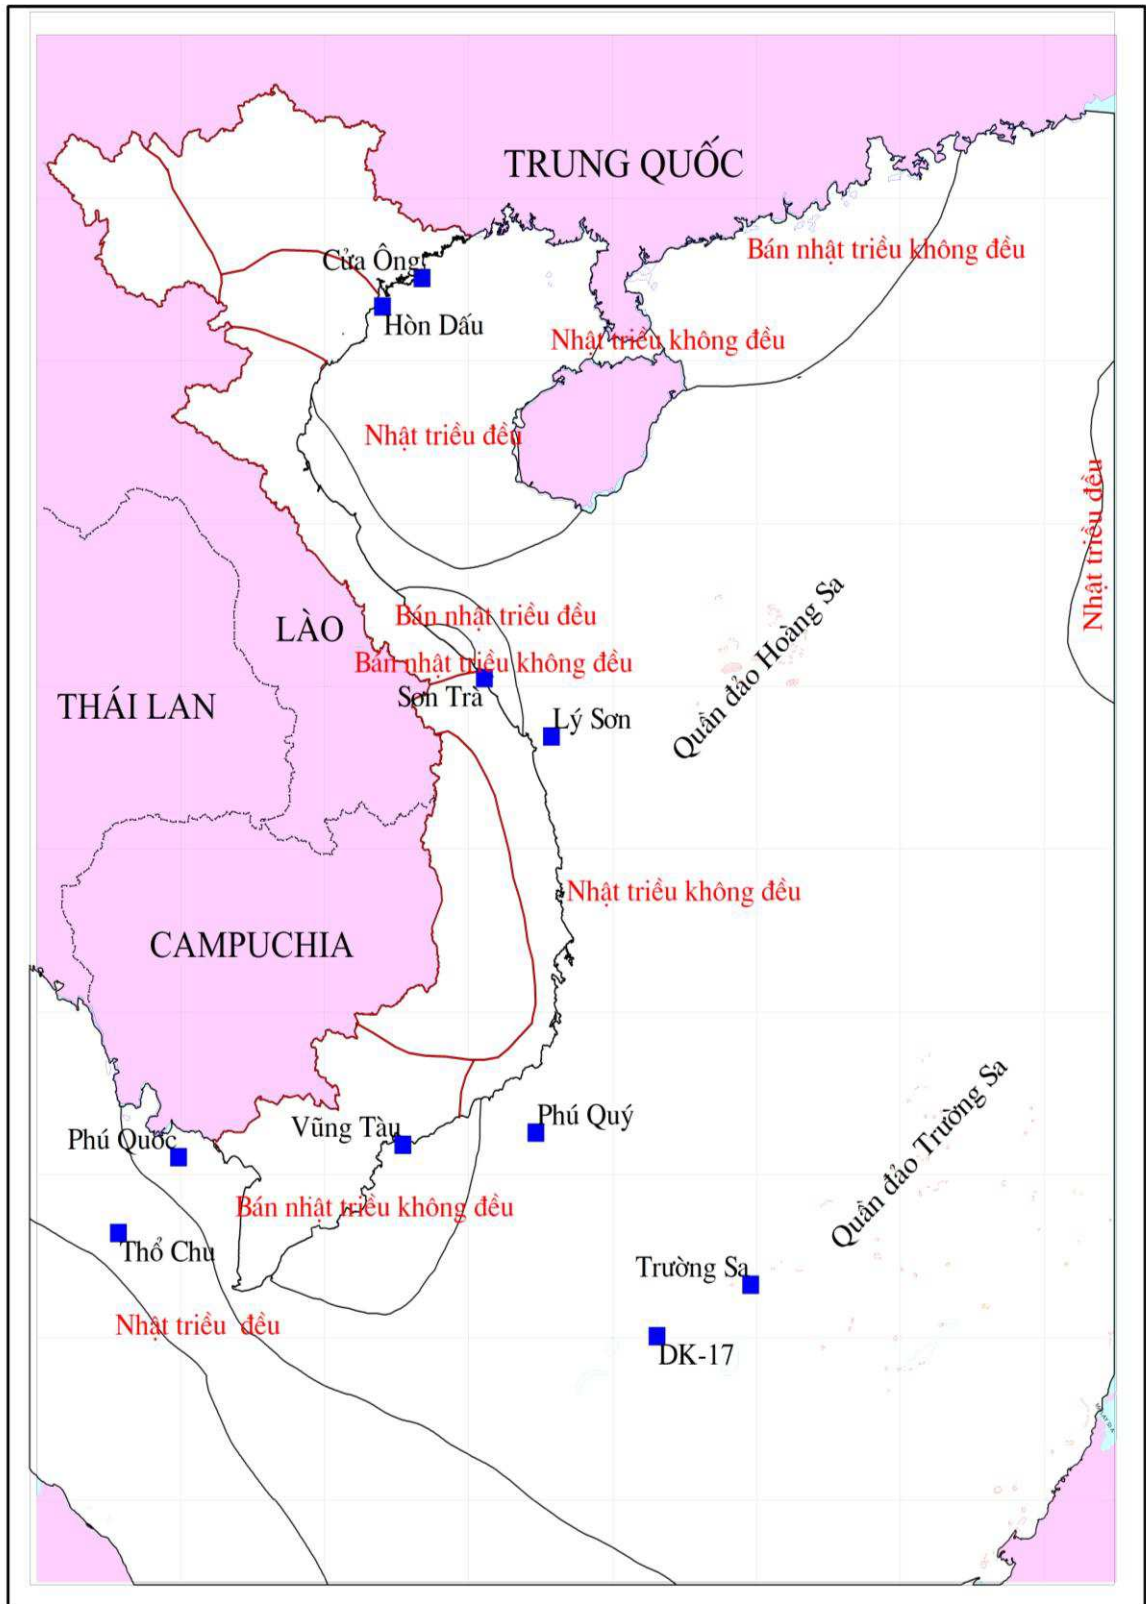 TRUNG QUỐC
Bán nhật triều không đều
Cửa Ông
Hòn Dấu
Nhật triều không đều
Nhật triều đều
Nhật triều đều
Quần đảo Hoàng Sa
Bán nhật triều đều
LÀO
Bán nhật triều không đều
Sơn Trà
THÁI LAN
Lý Sơn
Nhật triều không đều
CAMPUCHIA
Quần đảo Trường Sa
Phú Quý
Vũng Tàu
Phú Quốc
Bán nhật triều không đều
Thổ Chu
Trường Sa
Nhật triều đều
DK-17